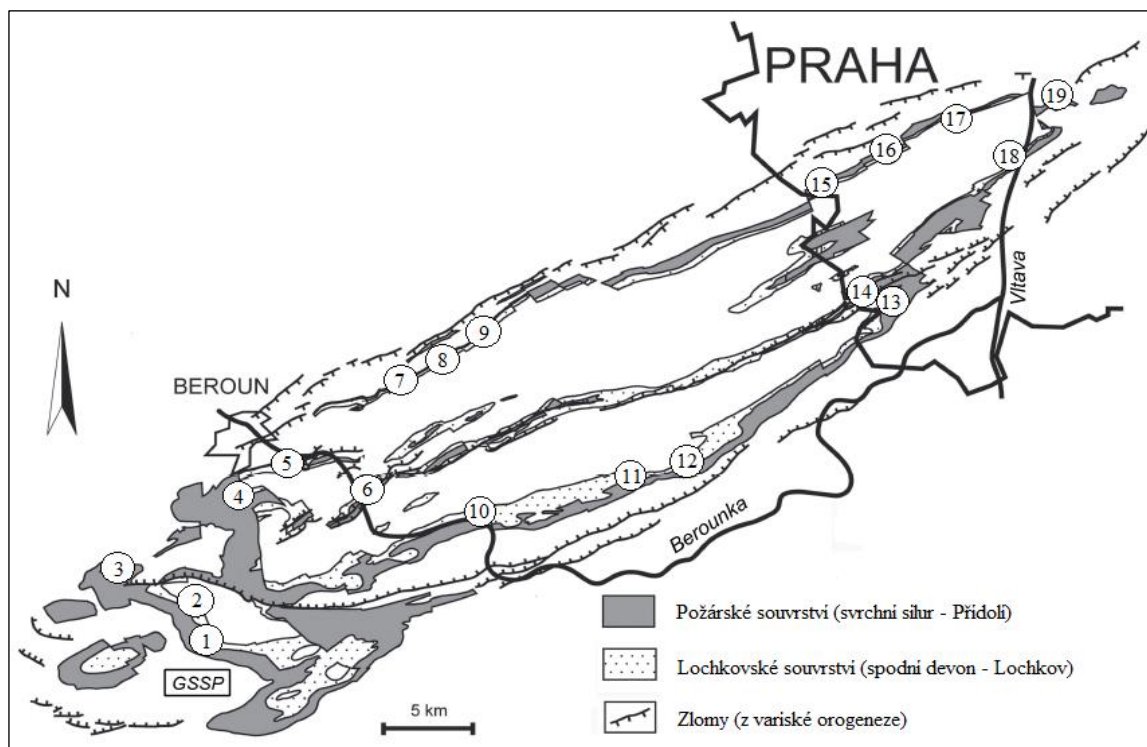 PRAHA
19
17
16
18
15
Vltava
N
14
13
9
8
7
BEROUN
12
11
5
6
4
10
Berounka
3
2
1
GSSP
5 km
Požárské souvrství (svrchní silur - Přídolí)
Lochkovské souvrství (spodní devon - Lochkov)
Zlomy (z variské orogeneze)